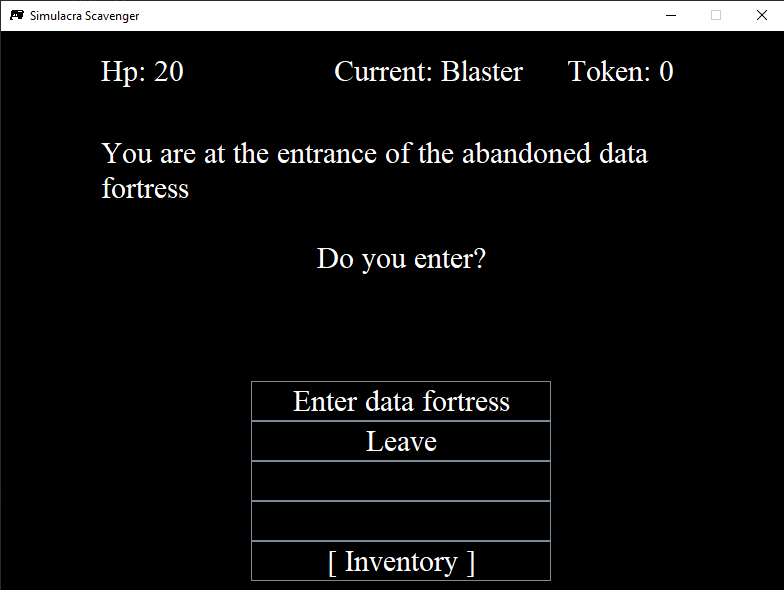 Simulacra Scavenger
Hp: 20 Current: Blaster Token: 0
You are at the entrance of the abandoned data
fortress
Do you enter?
Enter data fortress
Leave
[ Inventory ]